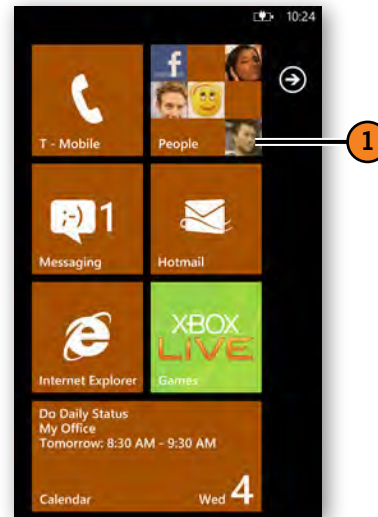 10:24
T - Mobile
People
1
;-) 1
Messaging
Hotmail
Internet Explorer
XBOX
LIVE
Games
Do Daily Status
My Office
Tomorrow: 8:30 AM - 9:30 AM
Calendar
Wed 4